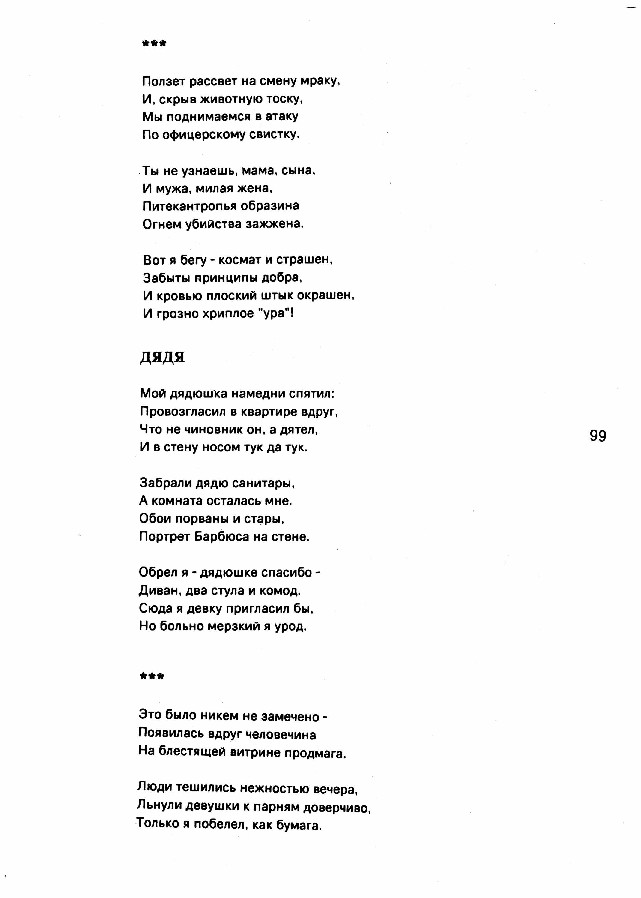 ***
Ползет рассвет на смену мраку,
И, скрыв животную тоску,
Мы поднимаемся в атаку
По офицерскому свистку.
Ты не узнаешь, мама, сына,
И мужа, милая жена,
Питекантропья образина
Огнем убийства зажжена.
Вот я бегу - космат и страшен,
Забыты принципы добра,
И кровью плоский штык окрашен,
И грозно хриплое "ура"!
ДЯДЯ
Мой дядюшка намедни спятил:
Провозгласил в квартире вдруг,
Что не чиновник он, а дятел,
И в стену носом тук да тук.
Забрали дядю санитары,
А комната осталась мне.
Обои порваны и стары,
Портрет Барбюса на стене.
Обрел я - дядюшке спасибо -
Диван, два стула и комод.
Сюда я девку пригласил бы,
Но больно мерзкий я урод.
***
Это было никем не замечено -
Появилась вдруг человечина
На блестящей витрине продмага.
Люди тешились нежностью вечера,
Льнули девушки к парням доверчиво,
Только я побелел, как бумага.
99